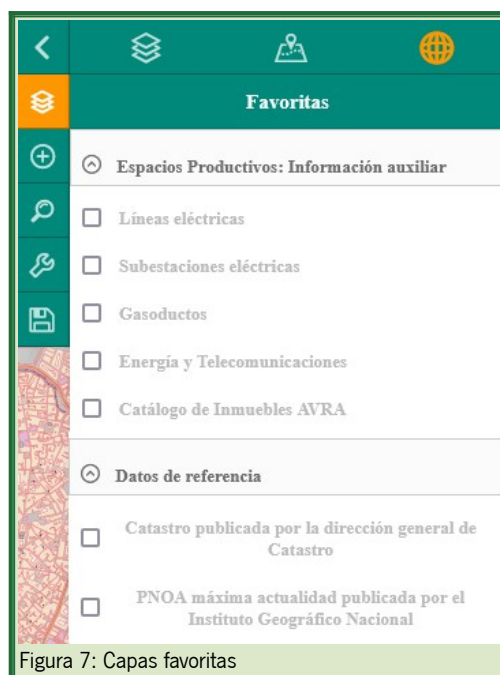 Favoritas
Espacios Productivos: Información auxiliar
Líneas eléctricas
Subestaciones eléctricas
Gasoductos
Energía y Telecomunicaciones
Catálogo de Inmuebles AVRA
Datos de referencia
Catastro publicada por la dirección general de
Catastro
PNOA máxima actualidad publicada por el
Instituto Geográfico Nacional
Figura 7: Capas favoritas